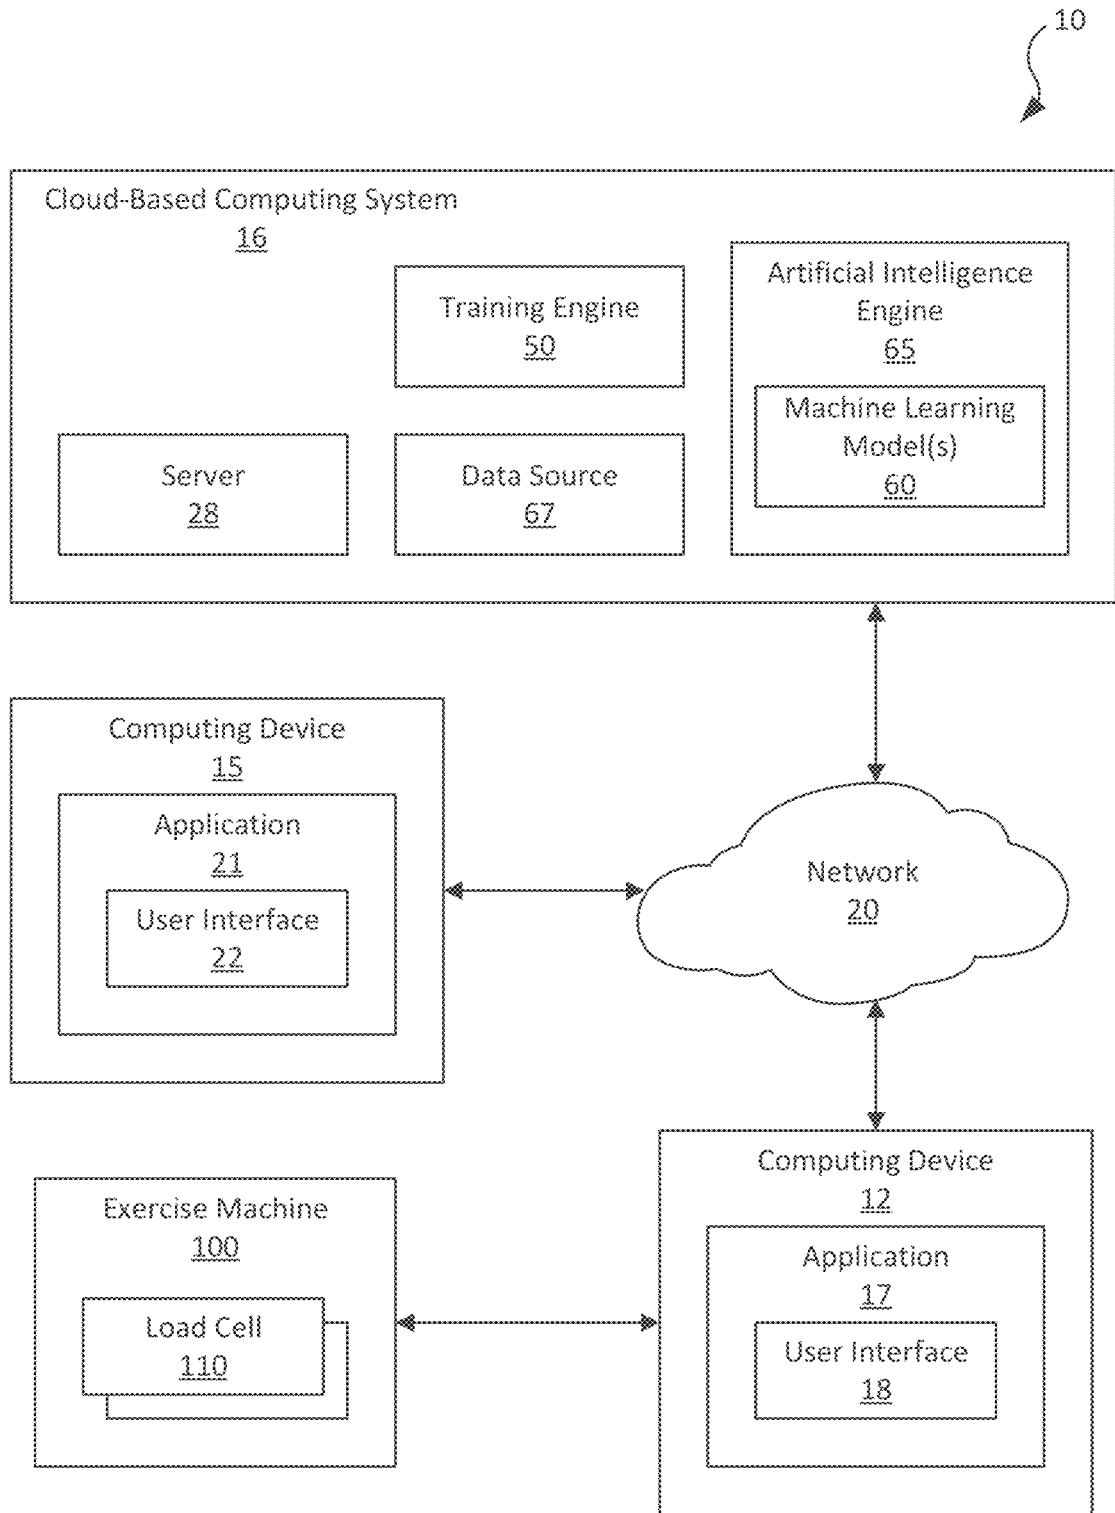 10
Cloud-Based Computing System
16
Training Engine
50
Artificial Intelligence
Engine
65
Machine Learning
Model(s)
60
Server
28
Data Source
67
Computing Device
15
Application
21
User Interface
22
Network
20
Exercise Machine
100
Load Cell
110
Computing Device
12
Application
17
User Interface
18